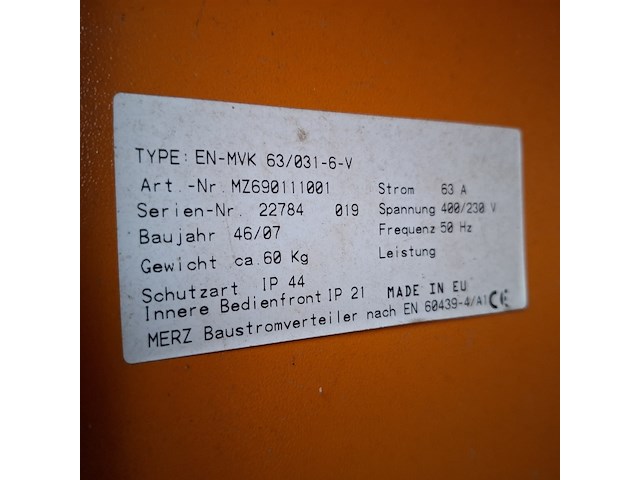 TYPE: EN-MVK 63/031-6-V
Art. -Nr. MZ690111001 Strom 63 A
Serien-Nr. 22784 019 Spannung 400/230 V
Baujahr 46/07 Frequenz 50 Hz
Gewicht ca.60 Kg Leistung
Schutzart IP 44
Innere Bedienfront IP 21 MADE IN EU
MERZ Baustromverteiler nach EN 60439-4/A1 CE